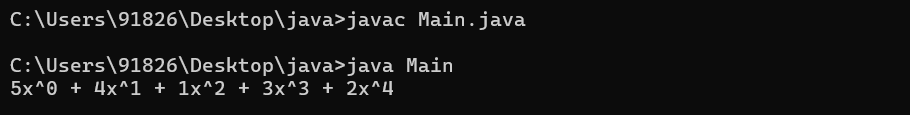 C:\Users\91826\Desktop\java>javac Main.java
C:\Users\91826\Desktop\java>java Main
5x^0 + 4x^1 + 1x^2 + 3x^3 + 2x^4